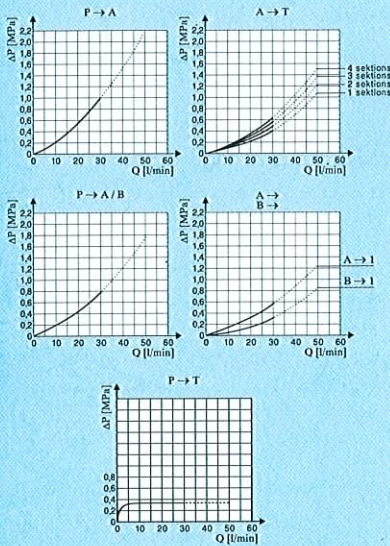 P → A
ΔP [MPa]
2,2
2,0
1,8
1,6
1,4
1,2
1,0
0,8
0,6
0,4
0,2
0 10 20 30 40 50 60
Q [l/min]
A → T
ΔP [MPa]
2,2
2,0
1,8
1,6
1,4
1,2
1,0
0,8
0,6
0,4
0,2
0,0
4 sektions
3 sektions
2 sektions
1 sektions
0 10 20 30 40 50 60
Q [l/min]
P → A / B
ΔP [MPa]
2,2
2,0
1,8
1,6
1,4
1,2
1,0
0,8
0,6
0,4
0,2
0 10 20 30 40 50 60
Q [l/min]
A →
B →
ΔP [MPa]
2,2
2,0
1,8
1,6
1,4
1,2
1,0
0,8
0,6
0,4
0,2
0,0
A → 1
B → 1
0 10 20 30 40 50 60
Q [l/min]
P → T
ΔP [MPa]
0,8
0,6
0,4
0,2
0
0 10 20 30 40 50 60
Q [l/min]